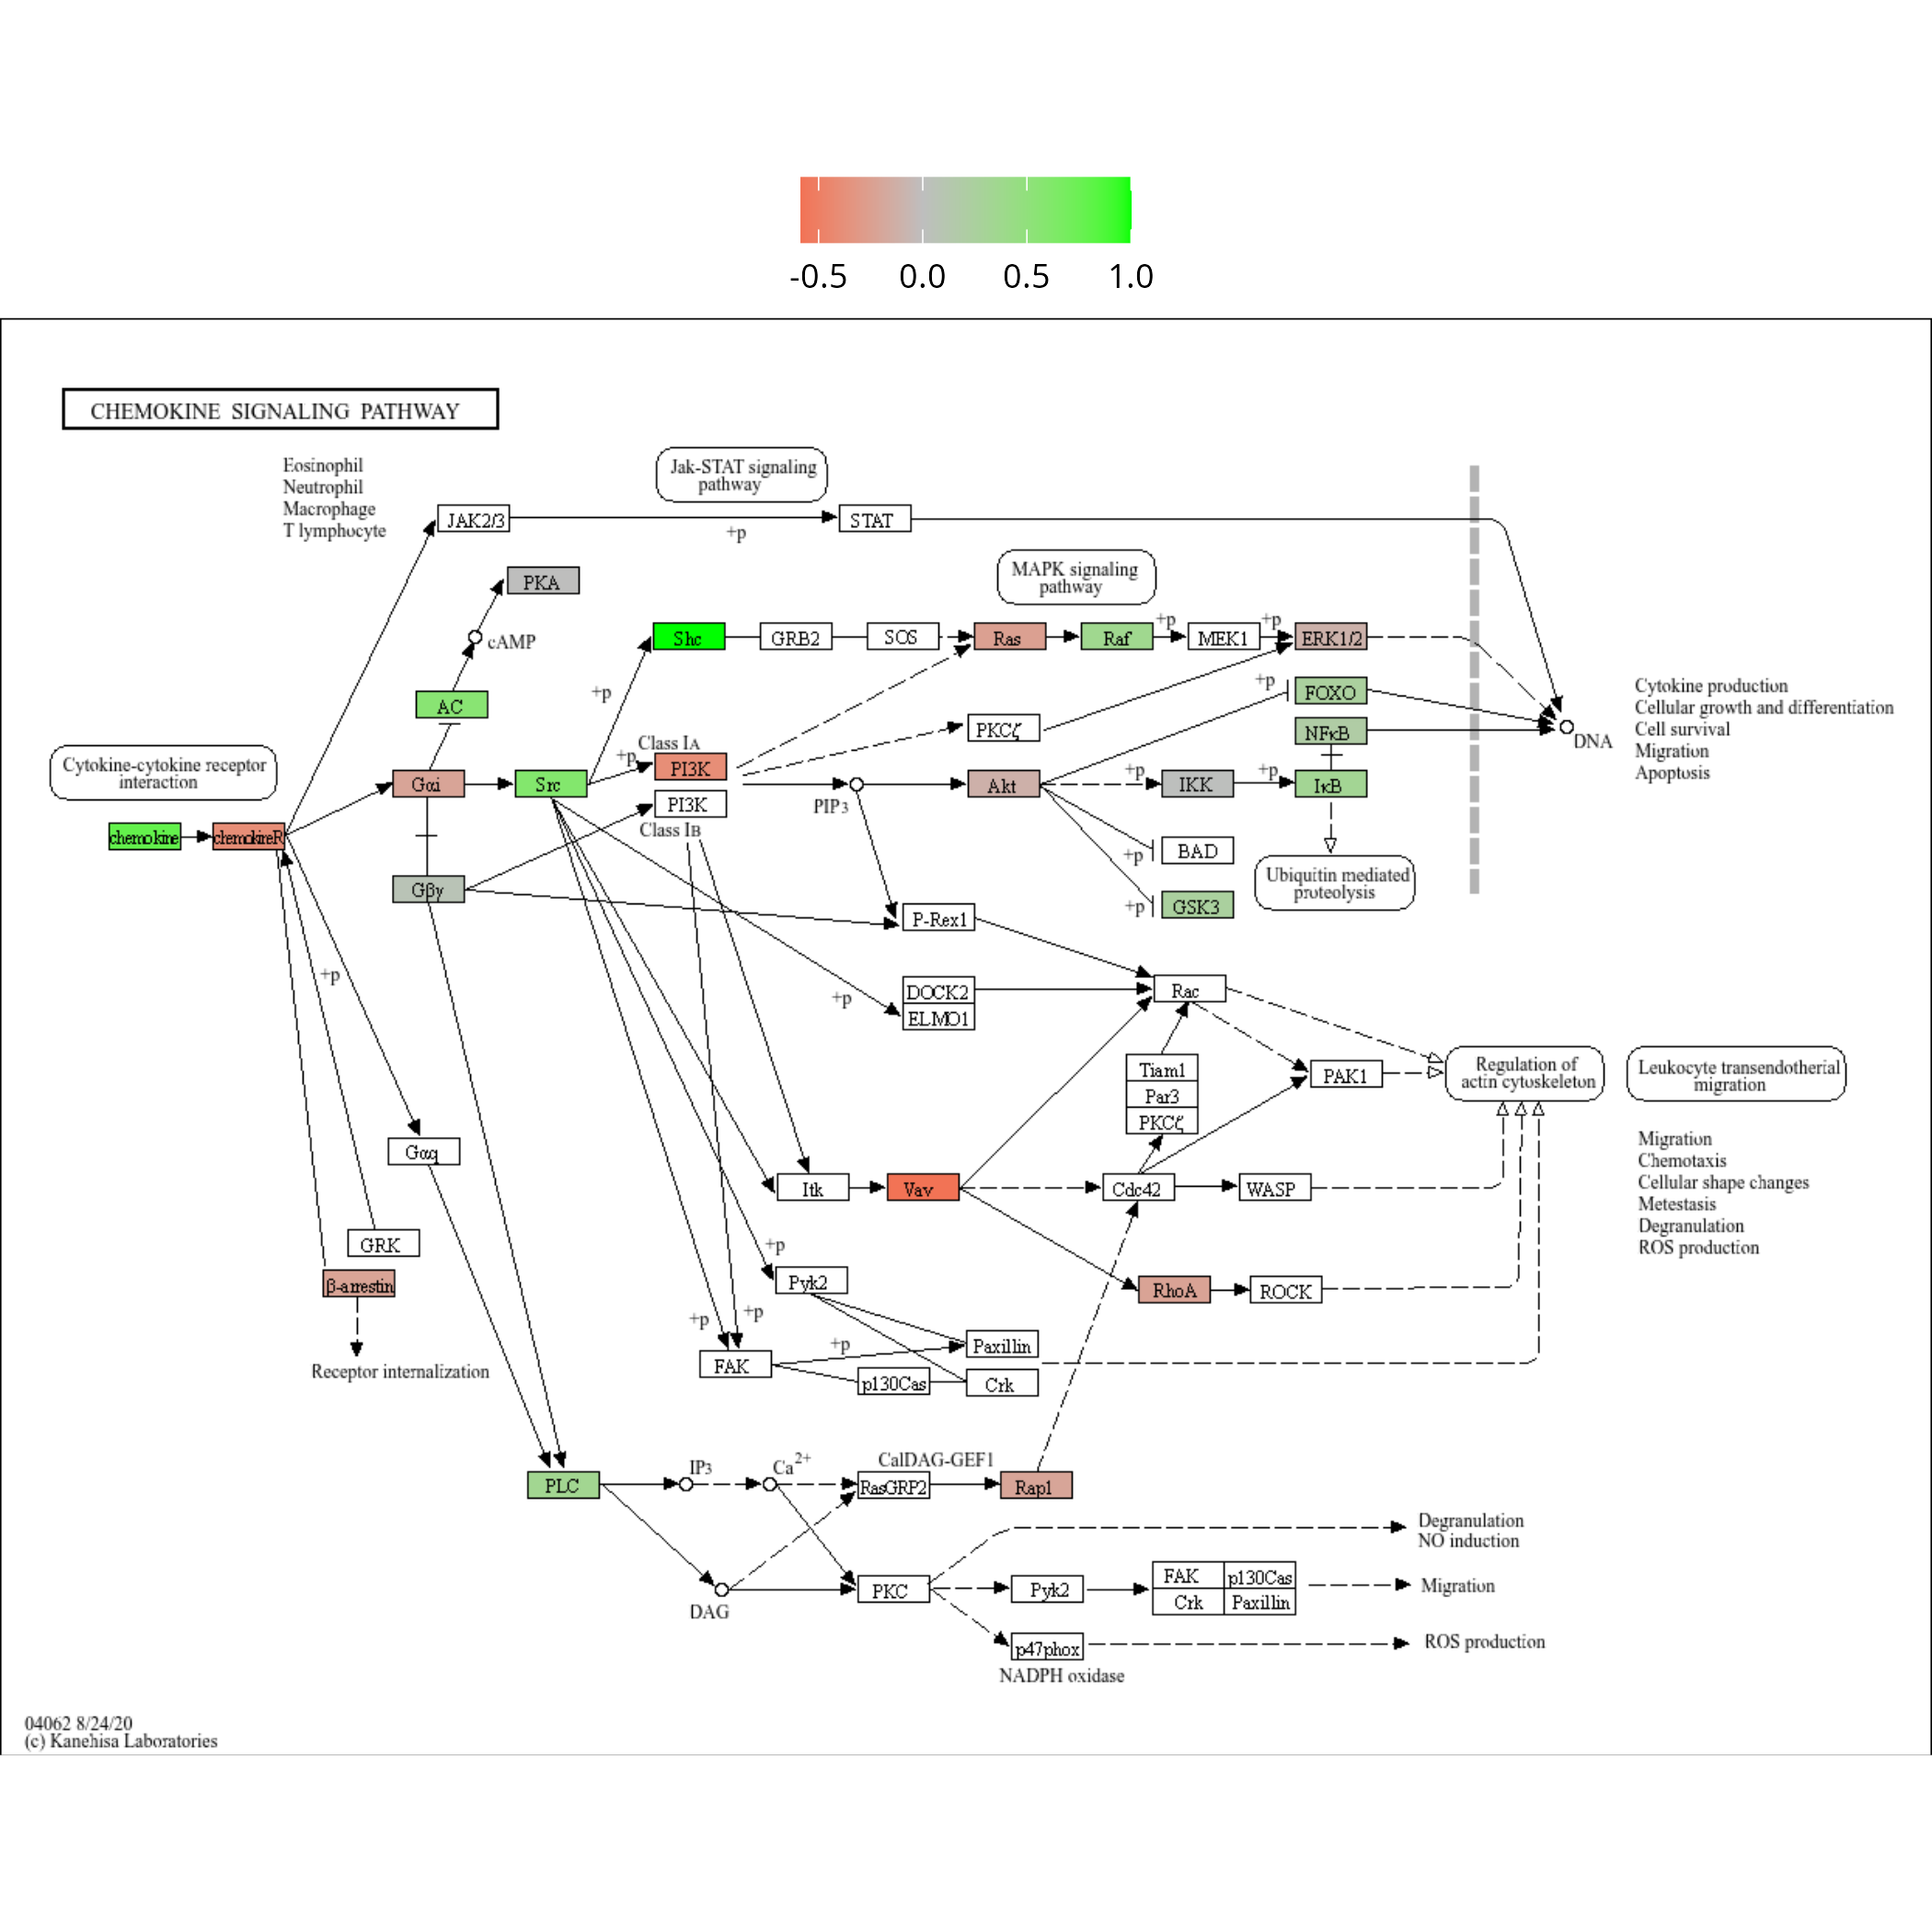 -0.5 0.0 0.5 1.0
CHEMOKINE SIGNALING PATHWAY
Eosinophil
Neutrophil
Macrophage
T lymphocyte
Jak-STAT signaling
pathway
JAK2/3
+p
STAT
PKA
cAMP
MAPK signaling
pathway
Shc
GRB2
SOS
Ras
Raf
+p
MEK1
+p
ERK1/2
+p
AC
+p
FOXO
Cytokine production
Cellular growth and differentiation
Cell survival
Migration
Apoptosis
PKCζ
NFκB
DNA
Cytokine-cytokine receptor
interaction
Class IA
+p
PI3K
Gαi
Src
PI3K
Class IB
PIP3
Akt
+p
IKK
+p
IκB
chemokine
chemokineR
+p
BAD
Ubiquitin mediated
proteolysis
Gβγ
+p
GSK3
P-Rex1
+p
+p
DOCK2
ELMO1
Rac
Tiam1
Par3
PKCζ
PAK1
Regulation of
actin cytoskeleton
Leukocyte transendotherial
migration
Gαq
Itk
Vav
Cdc42
WASP
Migration
Chemotaxis
Cellular shape changes
Metestasis
Degranulation
ROS production
GRK
+p
Pyk2
β-arrestin
RhoA
ROCK
+p
+p
+p
Paxillin
FAK
p130Cas
Crk
Receptor internalization
PLC
IP3
Ca2+
CalDAG-GEF1
RasGRP2
Rap1
Degranulation
NO induction
DAG
PKC
Pyk2
FAK
p130Cas
Crk
Paxillin
Migration
p47phox
NADPH oxidase
ROS production
04062 8/24/20
(c) Kanehisa Laboratories